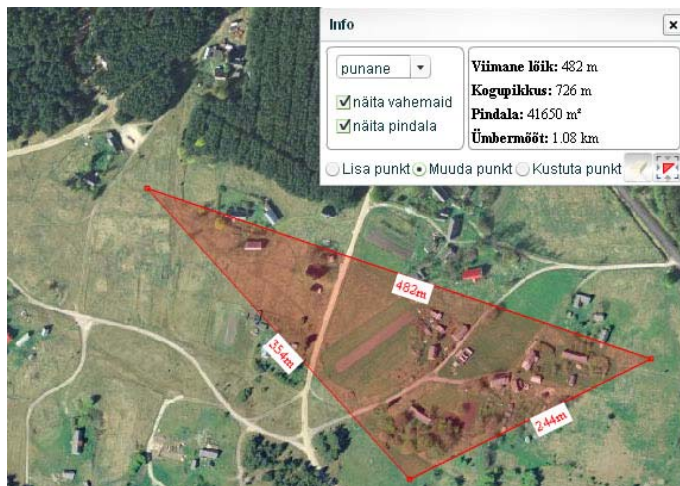 Info
punane
näita vahemaid
näita pindala
Viimane lõik: 482 m
Kogupikkus: 726 m
Pindala: 41650 m²
Ümbermõõt: 1.08 km
Lisa punkt Muuda punkt Kustuta punkt
482m
354m
244m